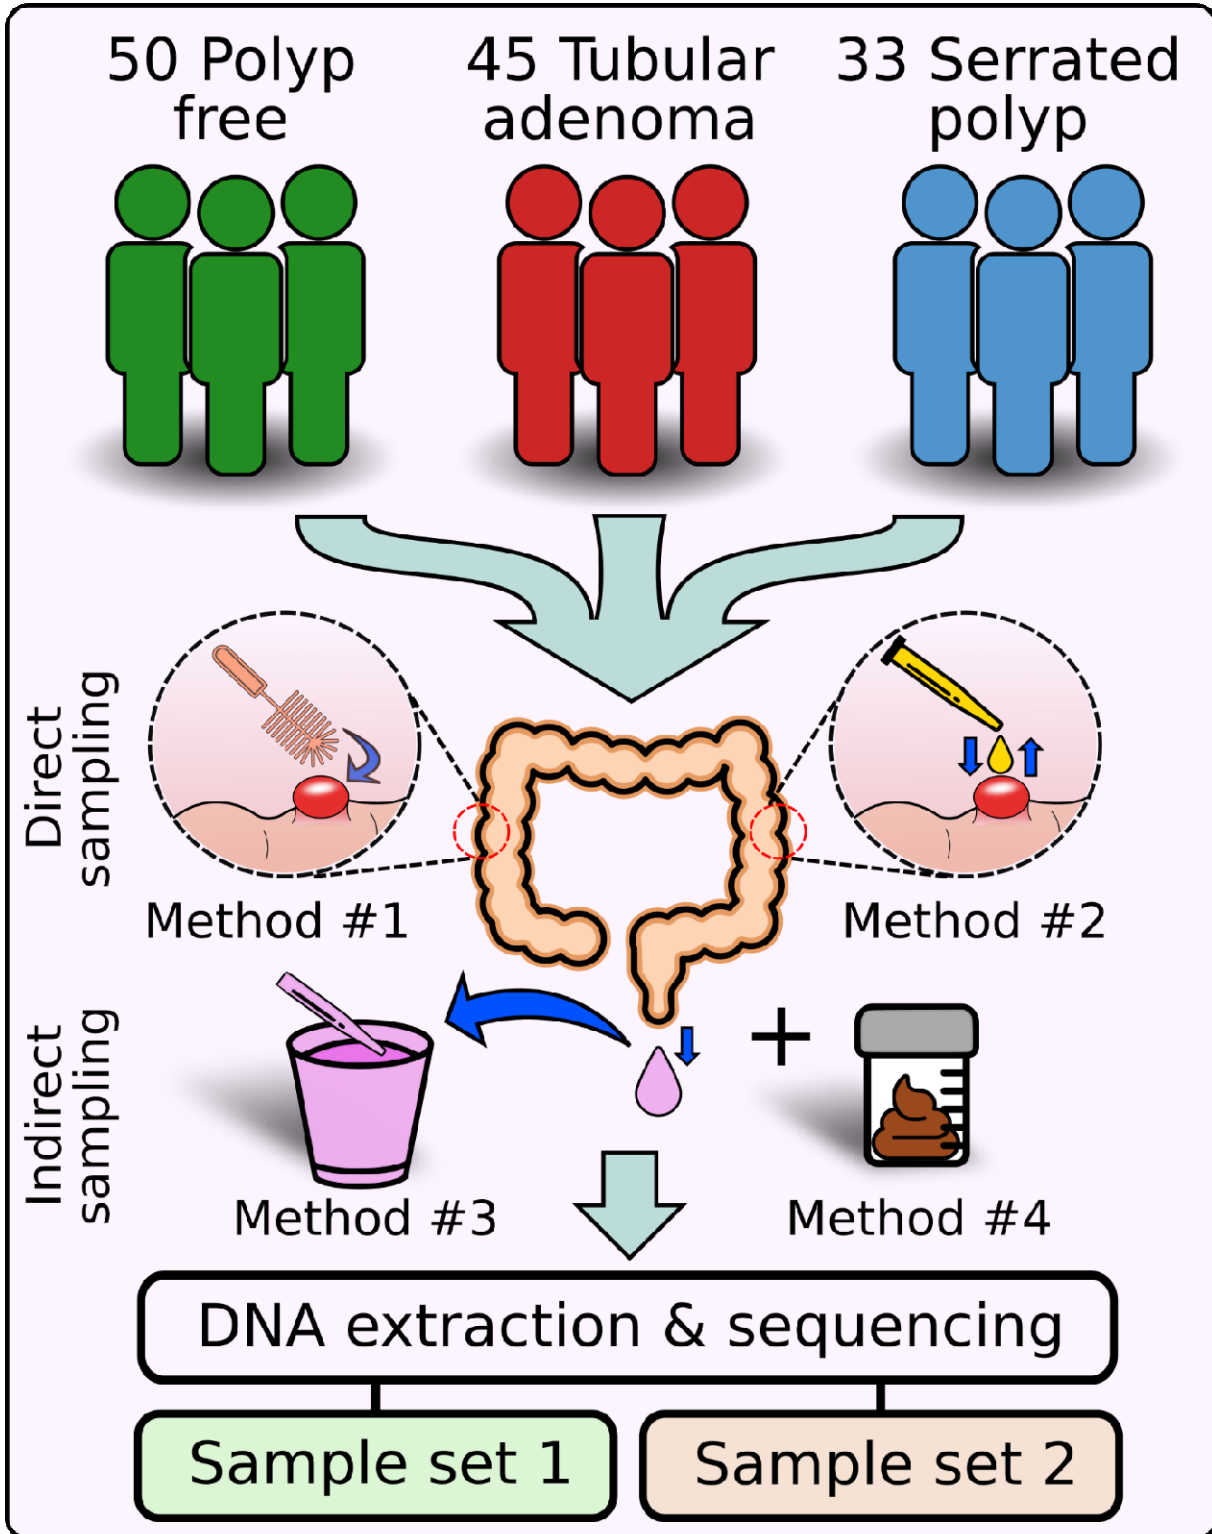 50 Polyp
free
45 Tubular
adenoma
33 Serrated
polyp
Direct
sampling
Method #1
Method #2
Indirect
sampling
+
Method #3
Method #4
DNA extraction & sequencing
Sample set 1
Sample set 2